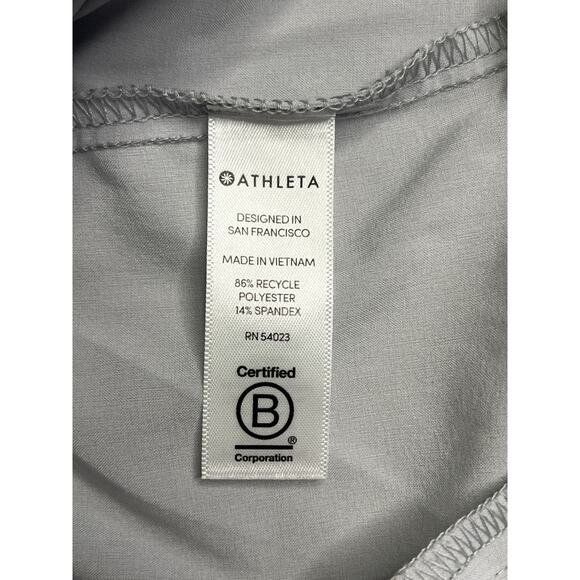 ATHLETA
DESIGNED IN
SAN FRANCISCO
MADE IN VIETNAM
86% RECYCLE
POLYESTER
14% SPANDEX
RN 54023
Certified
B
®
Corporation